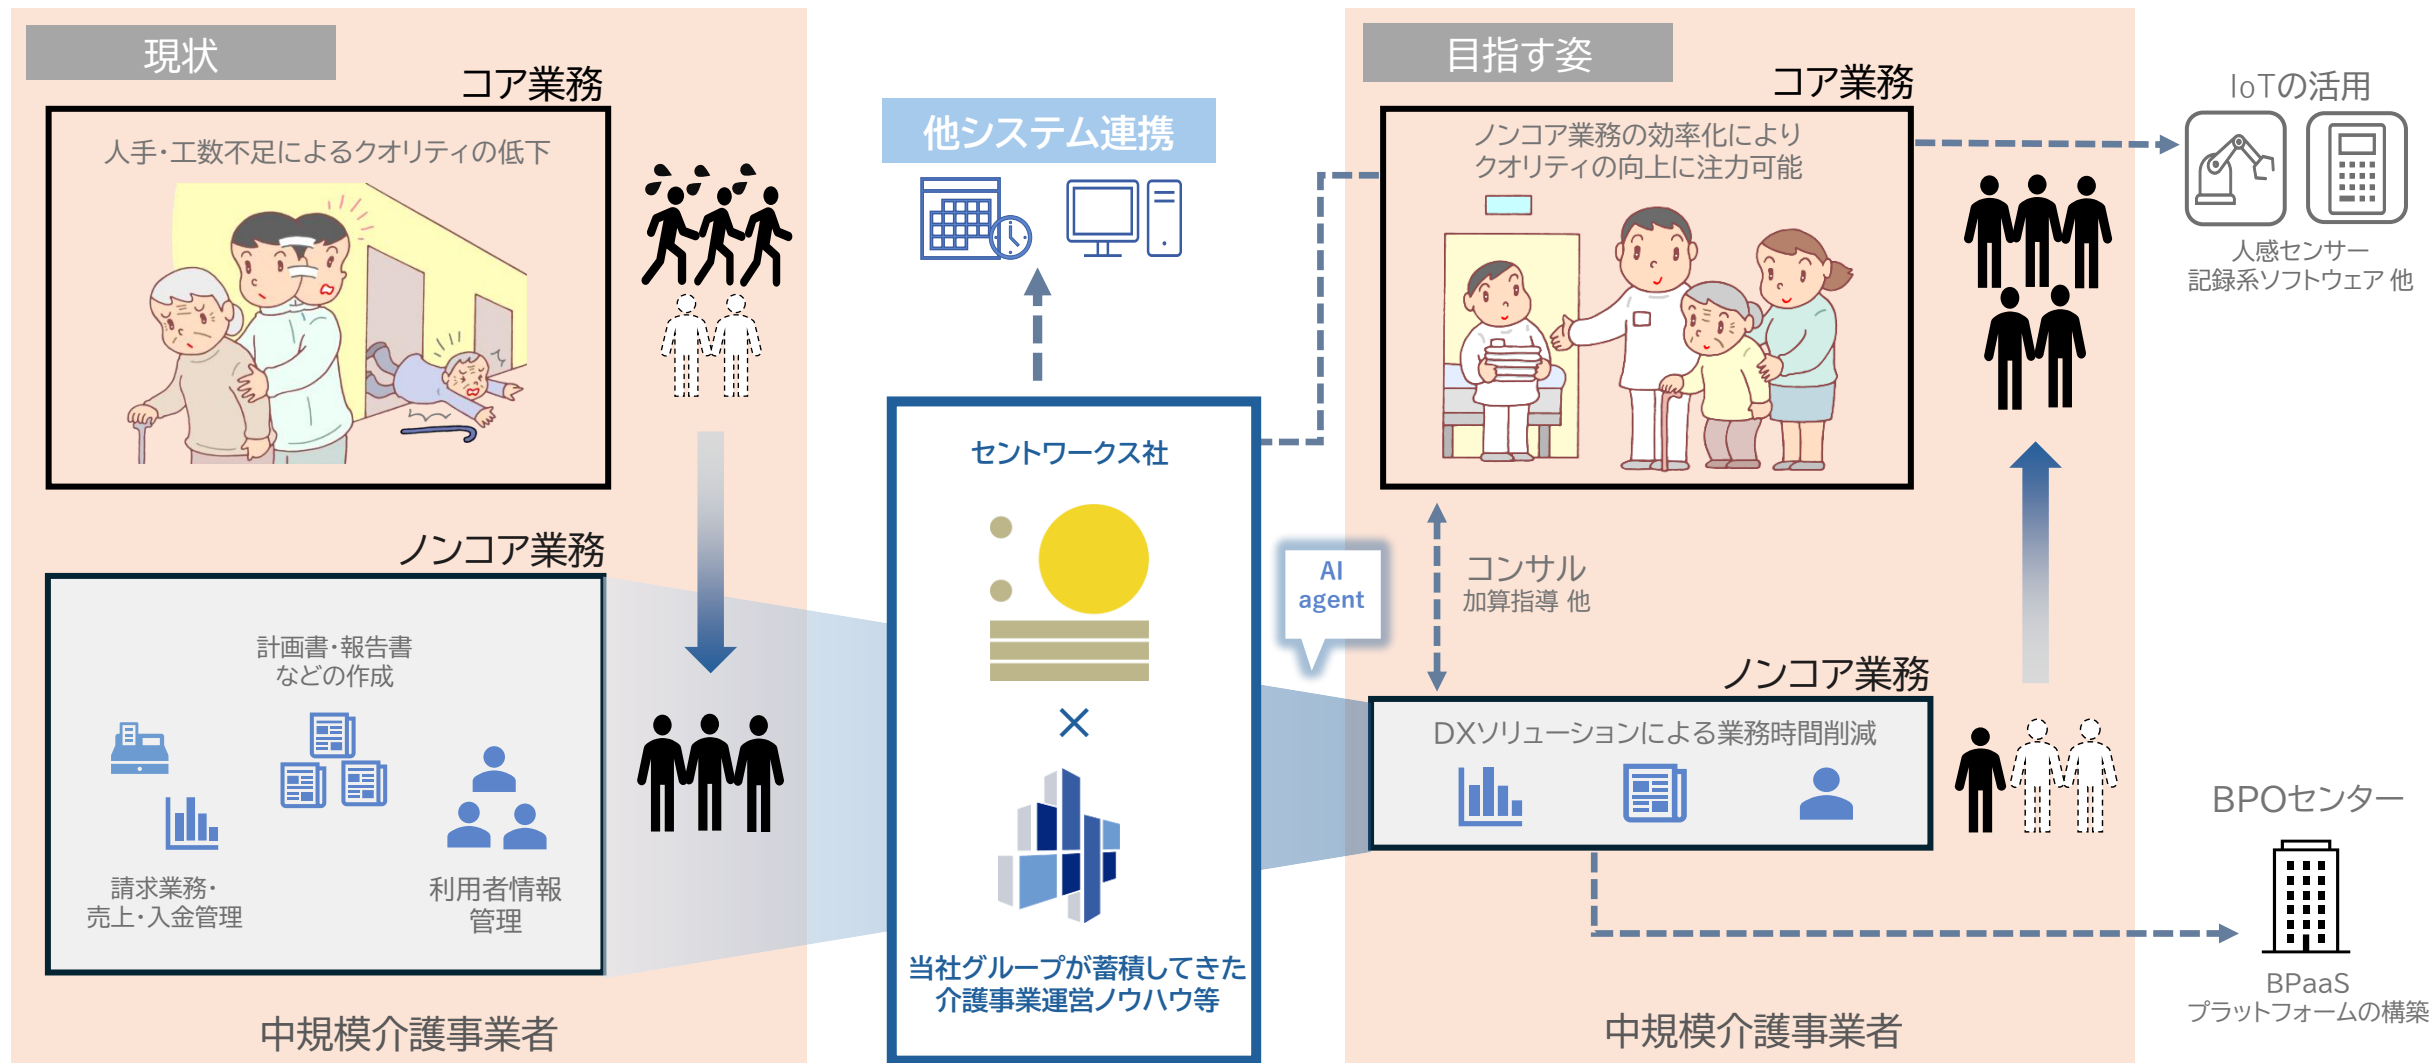 現状
コア業務
人手・工数不足によるクオリティの低下
ノンコア業務
計画書・報告書
などの作成
請求業務・
売上・入金管理
利用者情報
管理
中規模介護事業者
他システム連携
セントワークス社
×
当社グループが蓄積してきた
介護事業運営ノウハウ等
AI
agent
目指す姿
コア業務
ノンコア業務の効率化により
クオリティの向上に注力可能
コンサル
加算指導 他
ノンコア業務
DXソリューションによる業務時間削減
中規模介護事業者
IoTの活用
人感センサー
記録系ソフトウェア 他
BPOセンター
BPaaS
プラットフォームの構築